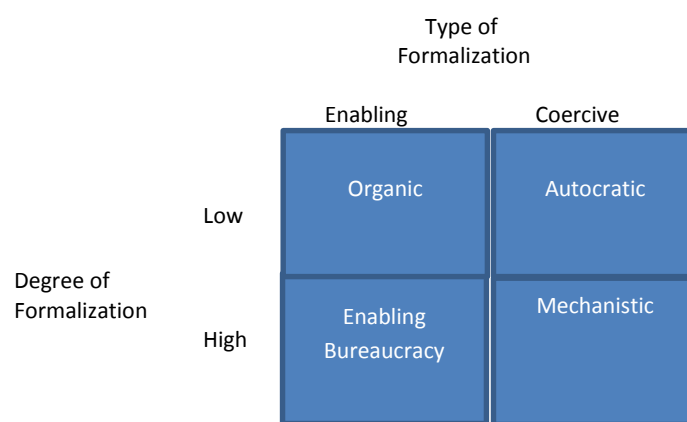 Type of
Formalization
Enabling Coercive
Organic Autocratic
Low
Degree of
Formalization
Enabling
Bureaucracy
Mechanistic
High